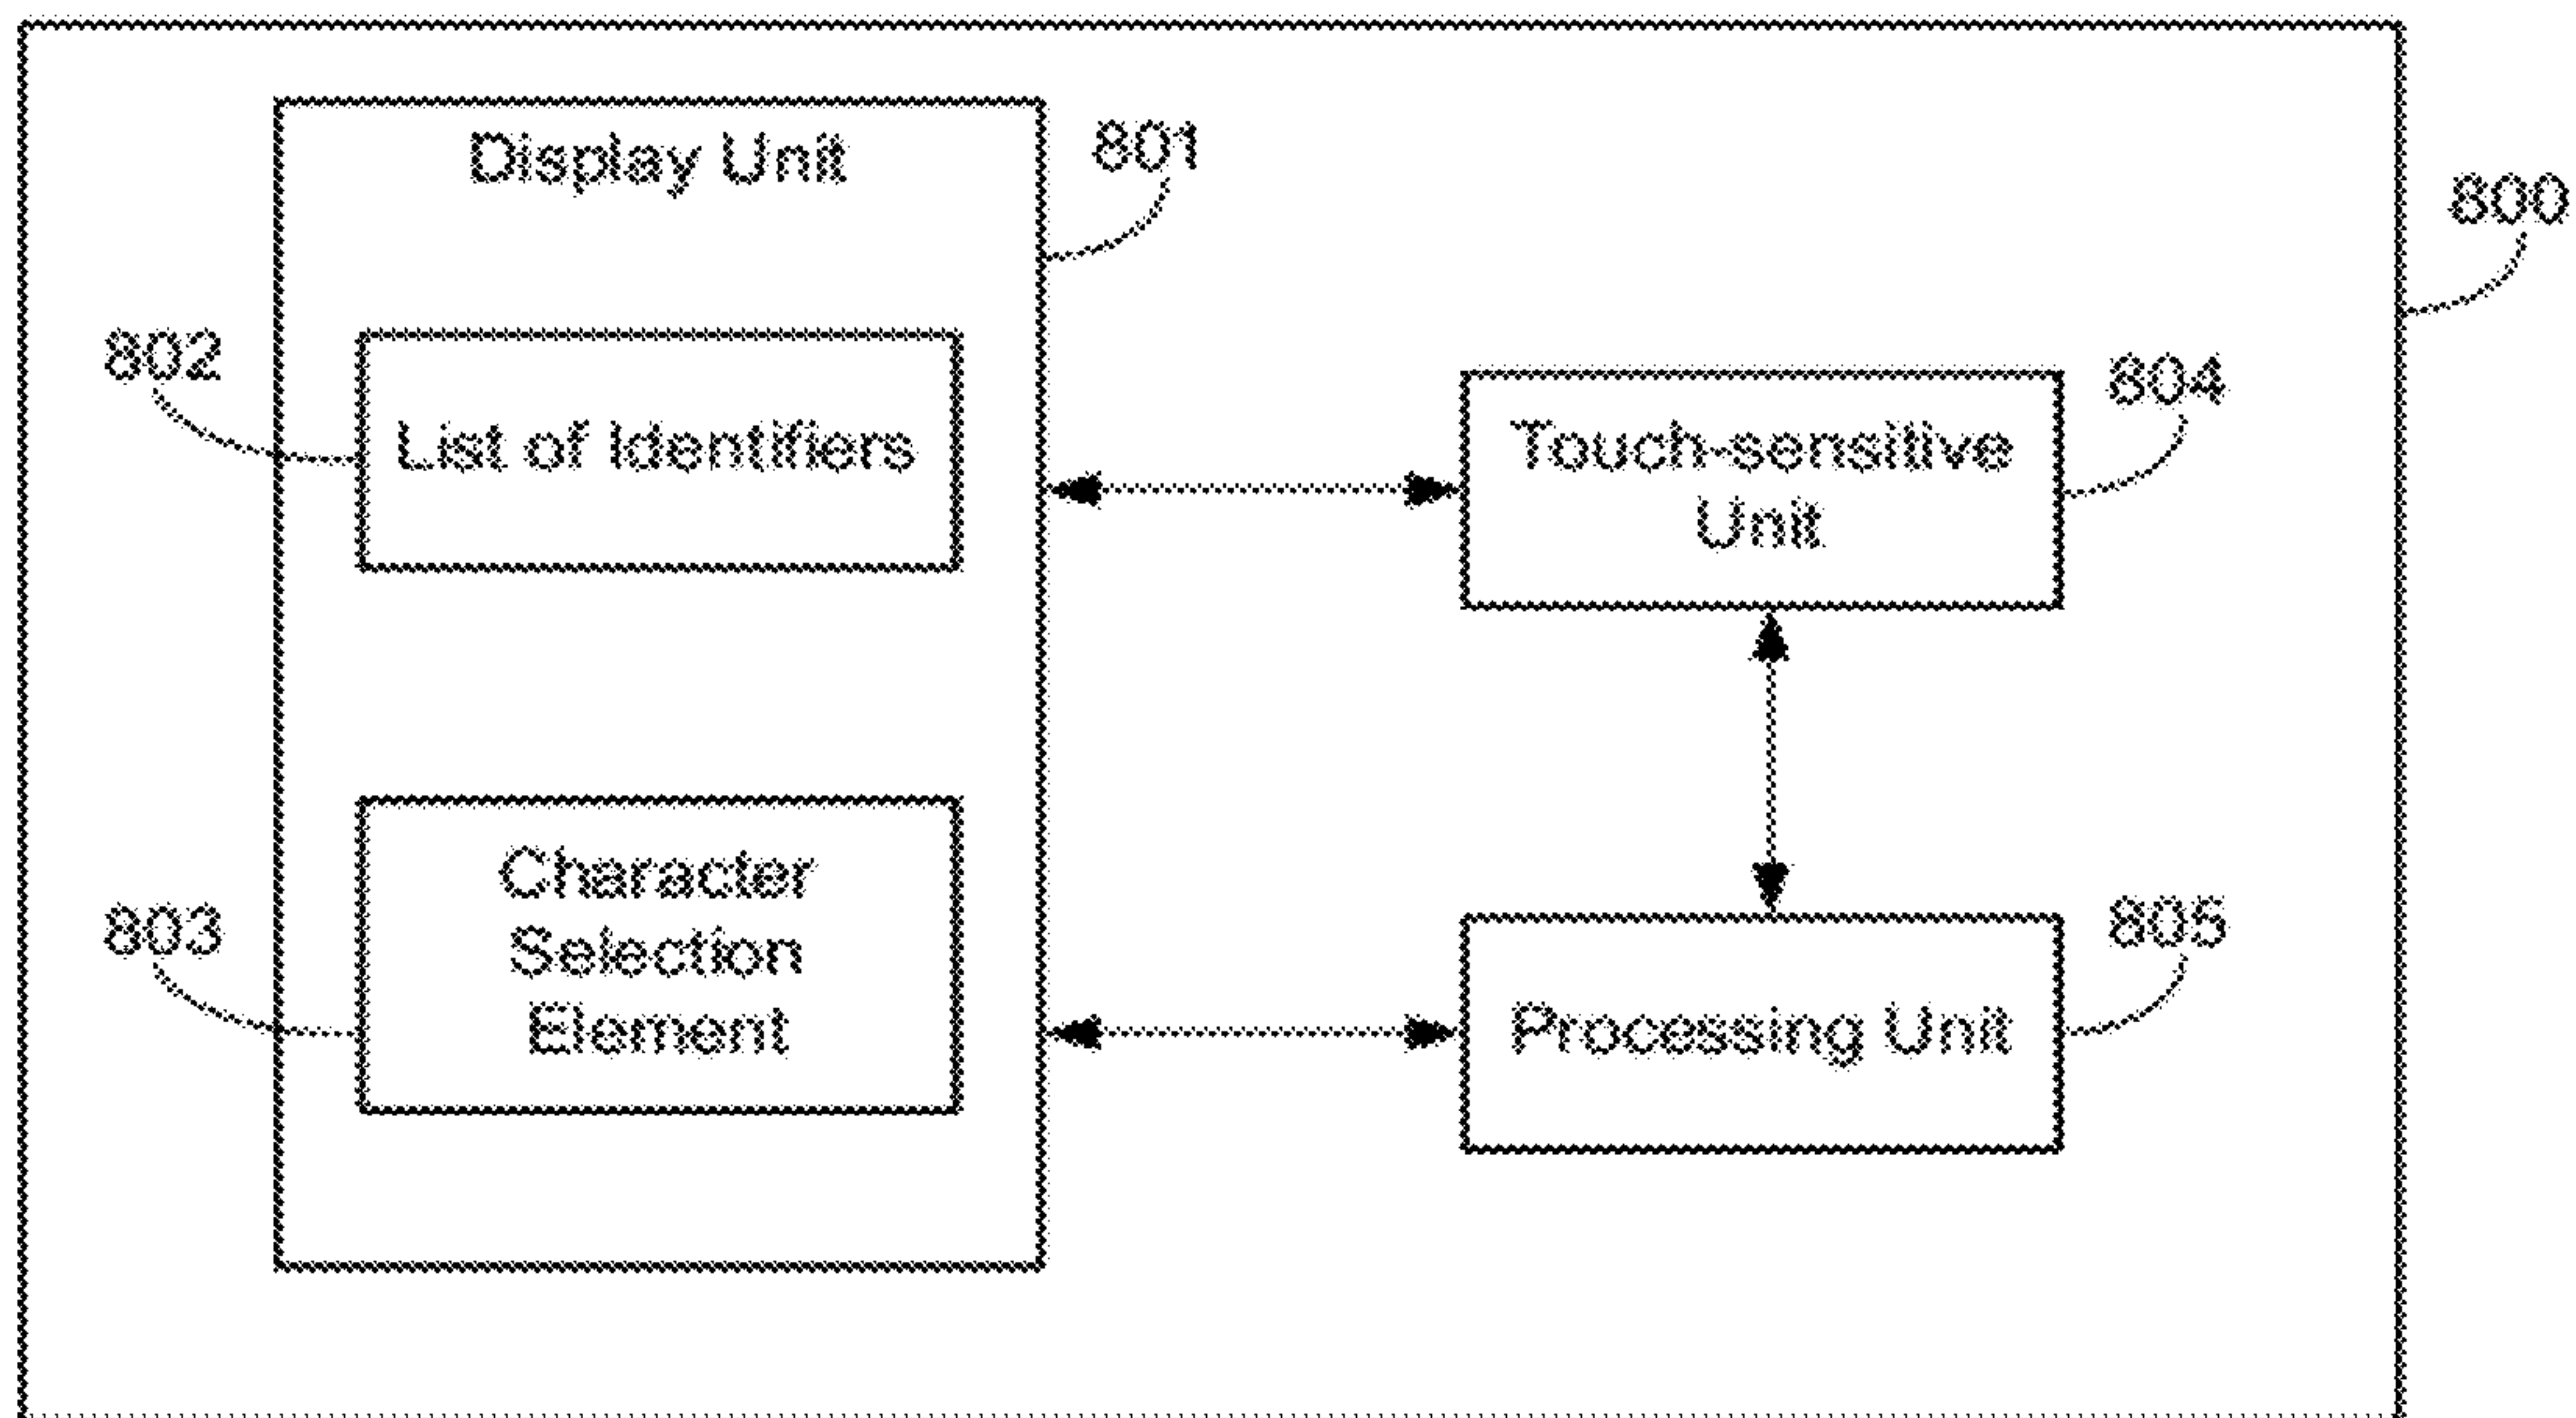 Display Unit
801
800
802
List of Identifiers
804
Touch-sensitive
Unit
803
Character
Selection
Element
805
Processing Unit